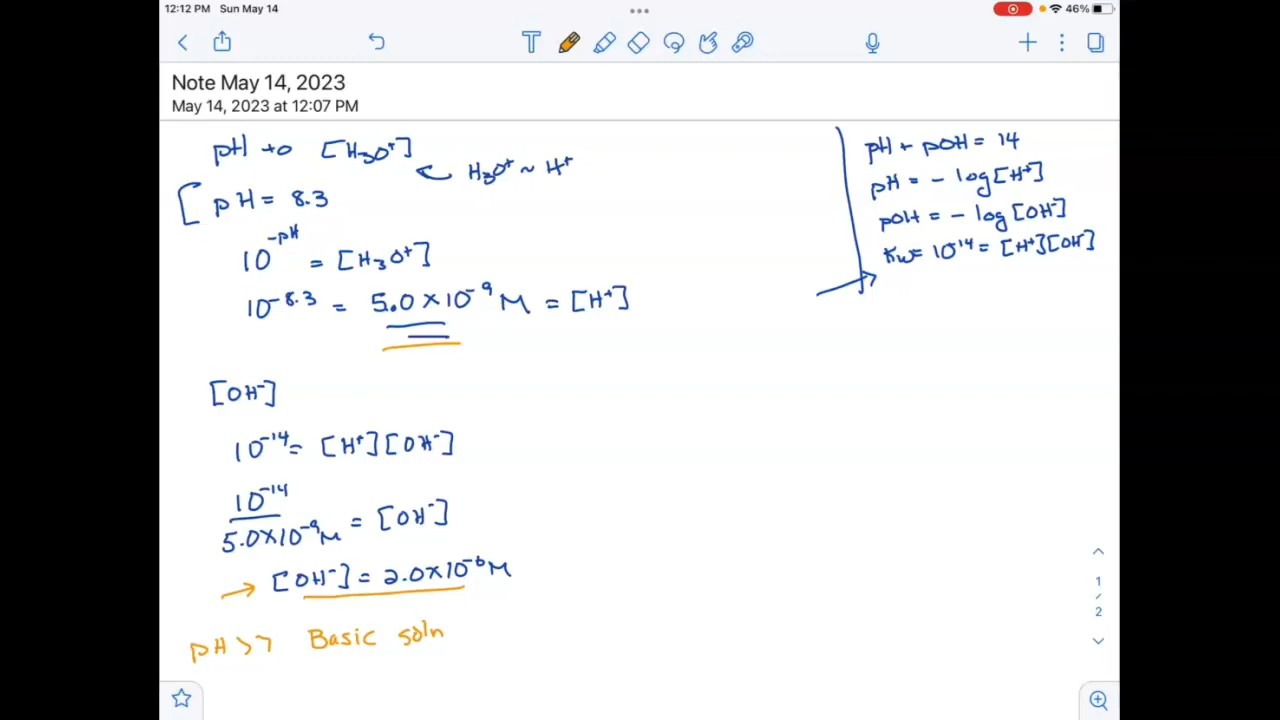 12:12 PM Sun May 14
46%
Note May 14, 2023
May 14, 2023 at 12:07 PM
pH to [H₃O⁺]
H₃O⁺ ~ H⁺
pH = 8.3
10⁻ᵖᴴ = [H₃O⁺]
10⁻⁸·³ = 5.0 × 10⁻⁹ M = [H⁺]
[OH⁻]
10⁻¹⁴ = [H⁺][OH⁻]
10⁻¹⁴
5.0×10⁻⁹ M = [OH⁻]
→ [OH⁻] = 2.0×10⁻⁶ M
pH > 7 Basic soln
pH + pOH = 14
pH = - log[H⁺]
pOH = - log[OH⁻]
Kw = 10⁻¹⁴ = [H⁺][OH⁻]
1
/
2